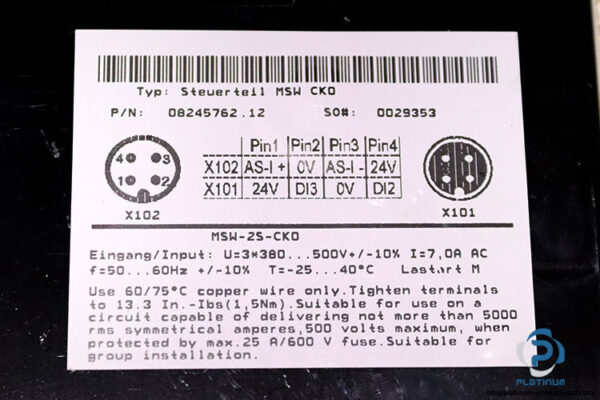 Typ: Steuerteil MSW CKO
P/N: 08245762.12 SO#: 0029353
Pin1 Pin2 Pin3 Pin4
X102 AS-I + 0V AS-I - 24V
X101 24V DI3 0V DI2
4 3
1 2
X102 X101
MSW-2S-CKO
Eingang/Input: U=3*380...500V+/-10% I=7,0A AC
f=50...60Hz +/-10% T=-25...40°C Lastart M
Use 60/75°C copper wire only.Tighten terminals
to 13.3 In.-lbs(1,5Nm).Suitable for use on a
circuit capable of delivering not more than 5000
rms symmetrical amperes,500 volts maximum, when
protected by max.25 A/600 V fuse.Suitable for
group installation.
PLATINUM